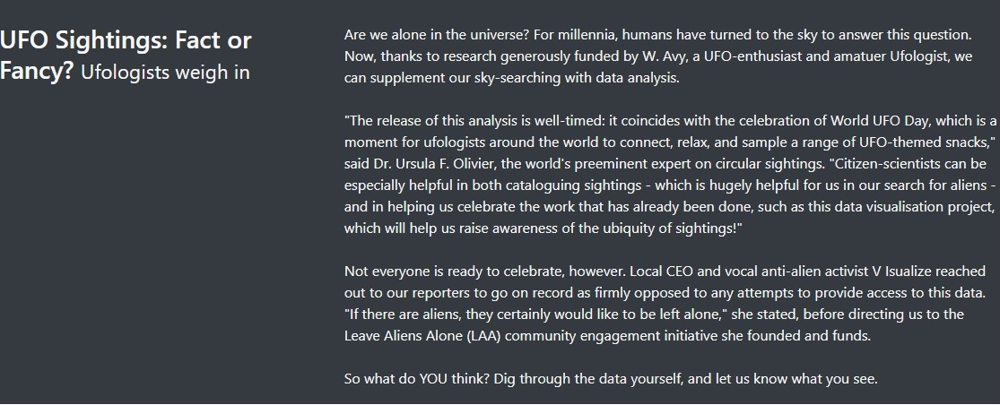 UFO Sightings: Fact or
Fancy? Ufologists weigh in
Are we alone in the universe? For millennia, humans have turned to the sky to answer this question.
Now, thanks to research generously funded by W. Avy, a UFO-enthusiast and amatuer Ufologist, we
can supplement our sky-searching with data analysis.
"The release of this analysis is well-timed: it coincides with the celebration of World UFO Day, which is a
moment for ufologists around the world to connect, relax, and sample a range of UFO-themed snacks,"
said Dr. Ursula F. Olivier, the world's preeminent expert on circular sightings. "Citizen-scientists can be
especially helpful in both cataloguing sightings - which is hugely helpful for us in our search for aliens -
and in helping us celebrate the work that has already been done, such as this data visualisation project,
which will help us raise awareness of the ubiquity of sightings!"
Not everyone is ready to celebrate, however. Local CEO and vocal anti-alien activist V Isualize reached
out to our reporters to go on record as firmly opposed to any attempts to provide access to this data.
"If there are aliens, they certainly would like to be left alone," she stated, before directing us to the
Leave Aliens Alone (LAA) community engagement initiative she founded and funds.
So what do YOU think? Dig through the data yourself, and let us know what you see.